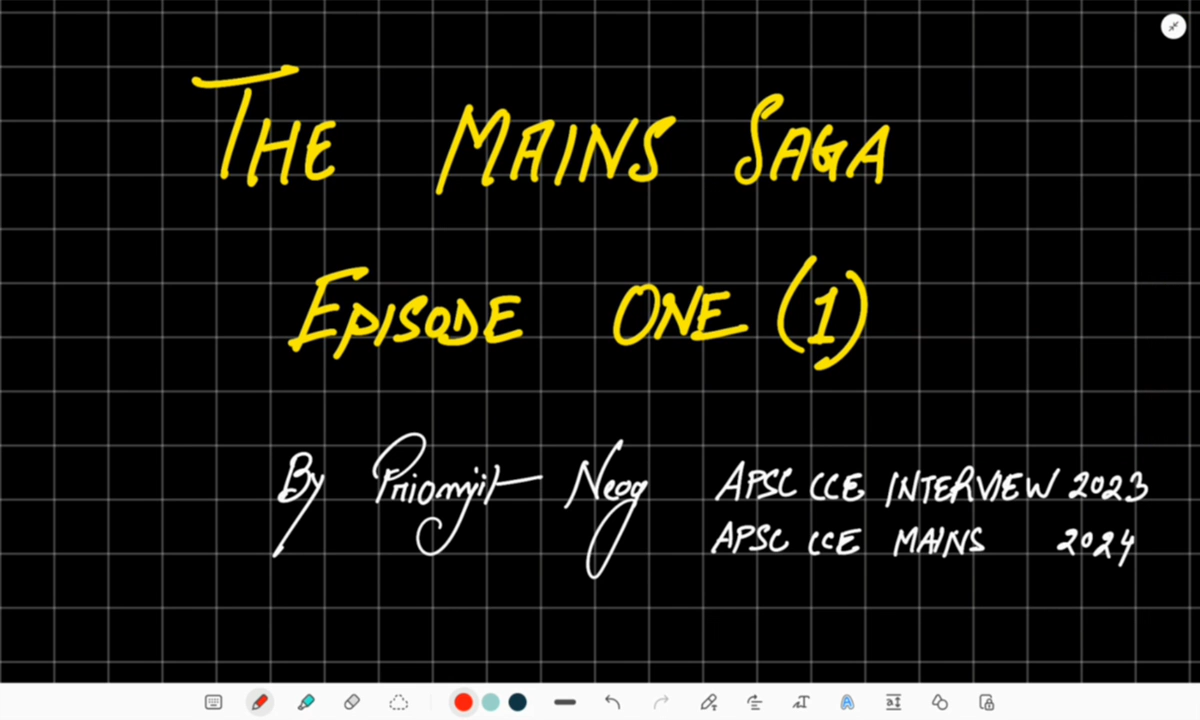 THE MAINS SAGA
EPISODE ONE (1)
By Priomjit Neog APSC CCE INTERVIEW 2023
APSC CCE MAINS 2024